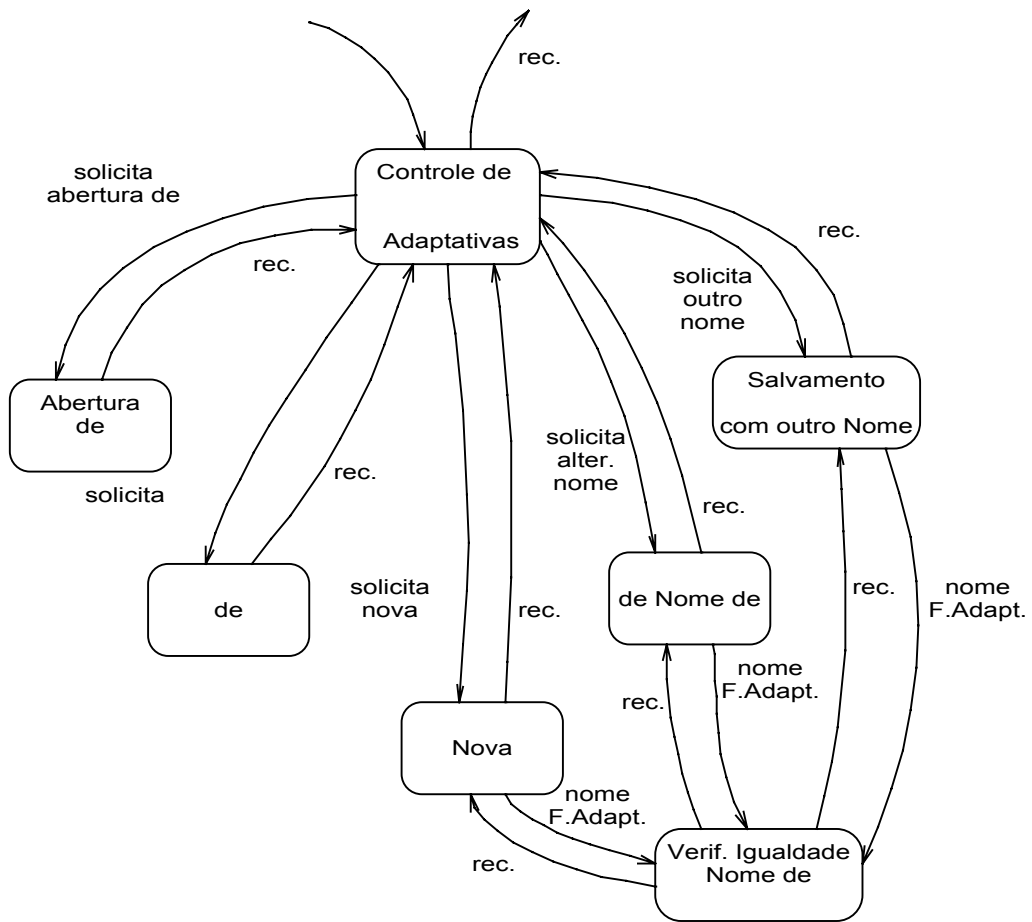 rec.
solicita
abertura de
Controle de
Adaptativas
rec.
rec.
solicita
outro
nome
Abertura
de
Salvamento
com outro Nome
solicita
rec.
solicita
alter.
nome
rec.
de
solicita
nova
rec.
de Nome de
rec.
nome
F.Adapt.
nome
F.Adapt.
rec.
Nova
nome
F.Adapt.
rec.
Verif. Igualdade
Nome de